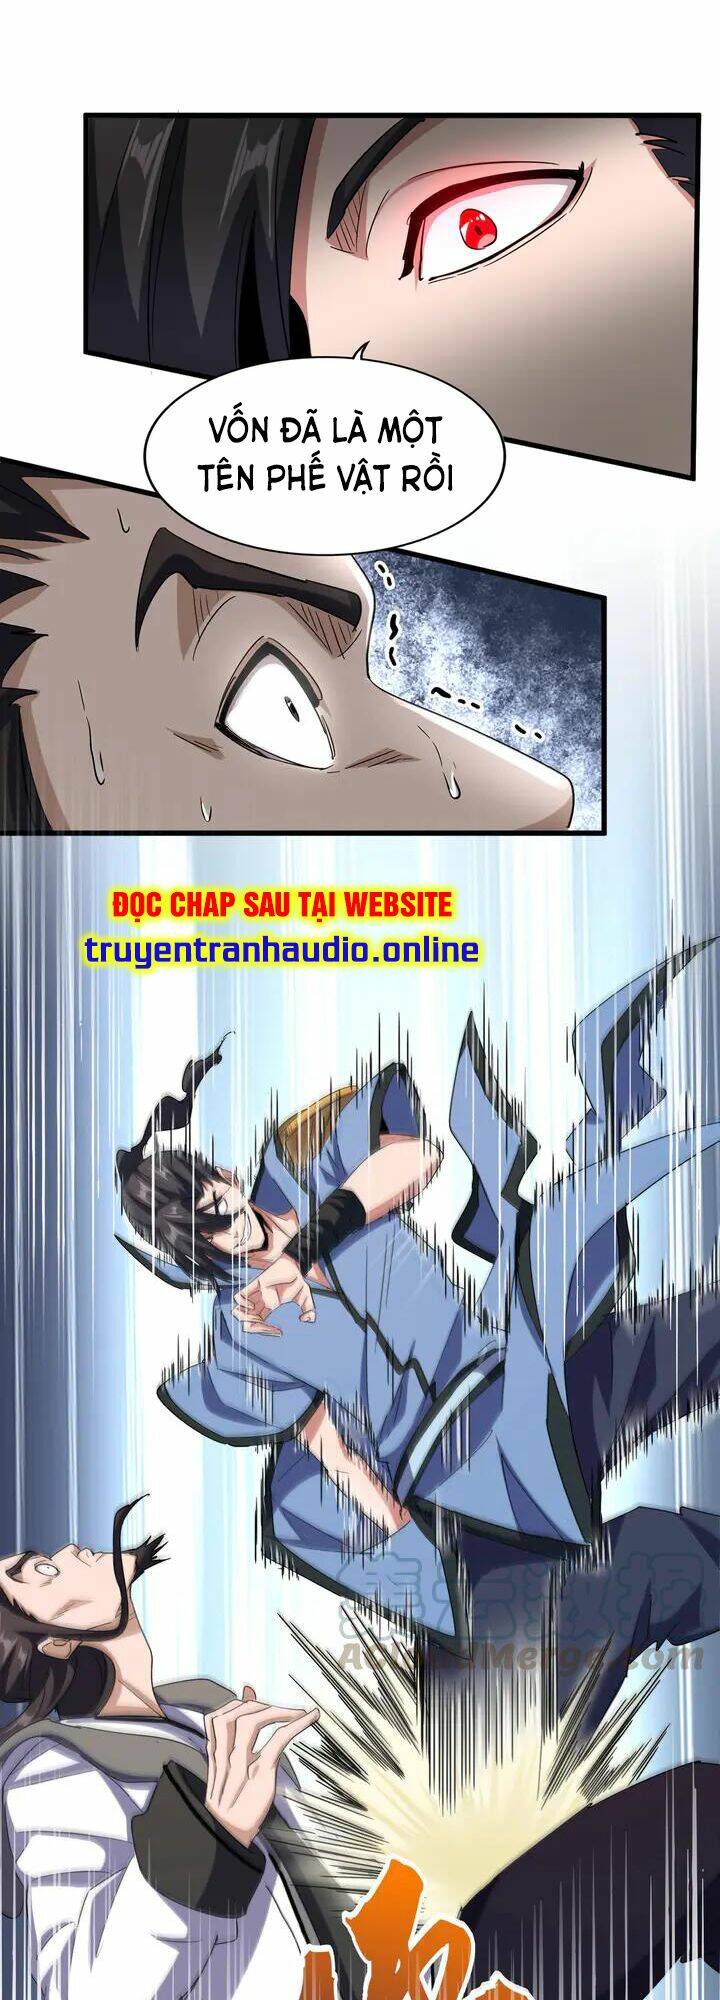 VỐN ĐÃ LÀ MỘT
TÊN PHẾ VẬT RỒI
ĐỌC CHAP SAU TẠI WEBSITE
truyentranhaudio.online